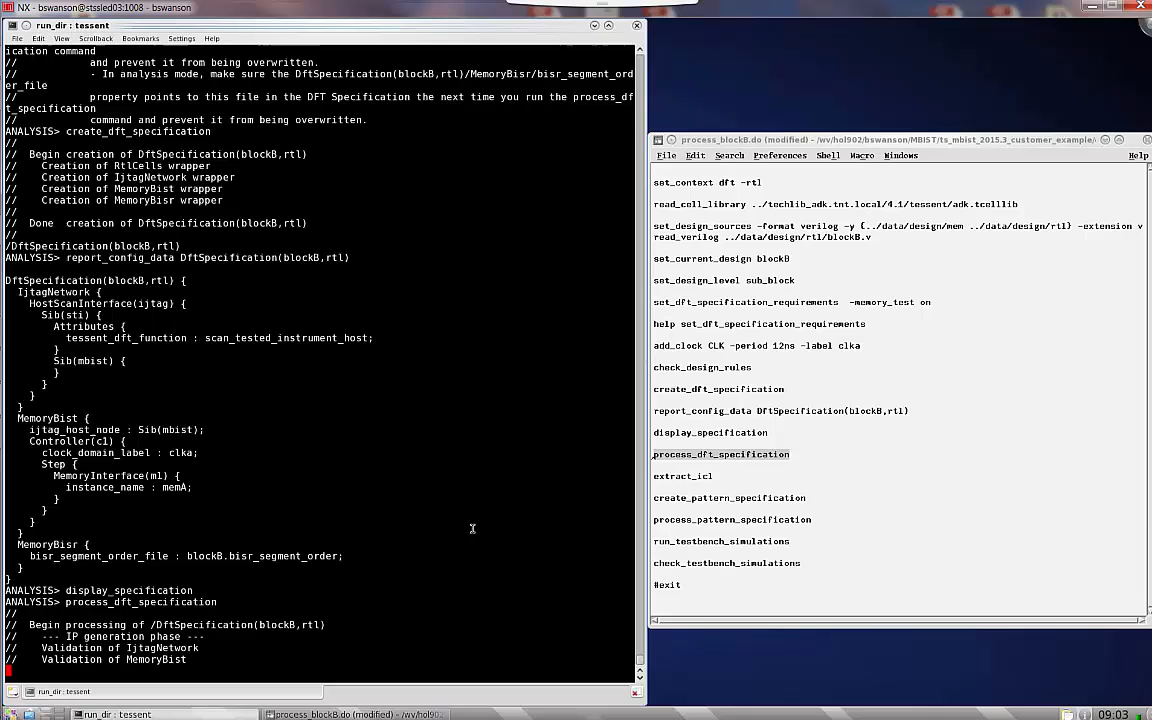 NX - bswanson@stssled03:1008 - bswanson
run_dir : tessent
File Edit View Scrollback Bookmarks Settings Help
ication command
// and prevent it from being overwritten.
// - In analysis mode, make sure the DftSpecification(blockB,rtl)/MemoryBisr/bisr_segment_ord
er_file
// property points to this file in the DFT Specification the next time you run the process_df
t_specification
// command and prevent it from being overwritten.
ANALYSIS> create_dft_specification
//
// Begin creation of DftSpecification(blockB,rtl)
// Creation of RtlCells wrapper
// Creation of IjtagNetwork wrapper
// Creation of MemoryBist wrapper
// Creation of MemoryBisr wrapper
//
// Done creation of DftSpecification(blockB,rtl)
//
/DftSpecification(blockB,rtl)
ANALYSIS> report_config_data DftSpecification(blockB,rtl)
DftSpecification(blockB,rtl) {
IjtagNetwork {
HostScanInterface(ijtag) {
Sib(sti) {
Attributes {
tessent_dft_function : scan_tested_instrument_host;
}
Sib(mbist) {
}
}
}
}
MemoryBist {
ijtag_host_node : Sib(mbist);
Controller(c1) {
clock_domain_label : clka;
Step {
MemoryInterface(m1) {
instance_name : memA;
}
}
}
}
MemoryBisr {
bisr_segment_order_file : blockB.bisr_segment_order;
}
}
ANALYSIS> display_specification
ANALYSIS> process_dft_specification
//
// Begin processing of /DftSpecification(blockB,rtl)
// --- IP generation phase ---
// Validation of IjtagNetwork
// Validation of MemoryBist
run_dir : tessent
process_blockB.do (modified) - /wv/hol902/bswanson/MBIST/ts_mbist_2015.3_customer_example/
File Edit Search Preferences Shell Macro Windows Help
set_context dft -rtl
read_cell_library ../techlib_adk.tnt.local/4.1/tessent/adk.tcelllib
set_design_sources -format verilog -y {../data/design/mem ../data/design/rtl} -extension v
read_verilog ../data/design/rtl/blockB.v
set_current_design blockB
set_design_level sub_block
set_dft_specification_requirements -memory_test on
help set_dft_specification_requirements
add_clock CLK -period 12ns -label clka
check_design_rules
create_dft_specification
report_config_data DftSpecification(blockB,rtl)
display_specification
process_dft_specification
extract_icl
create_pattern_specification
process_pattern_specification
run_testbench_simulations
check_testbench_simulations
#exit
run_dir : tessent
process_blockB.do (modified) - /wv/hol902
09:03